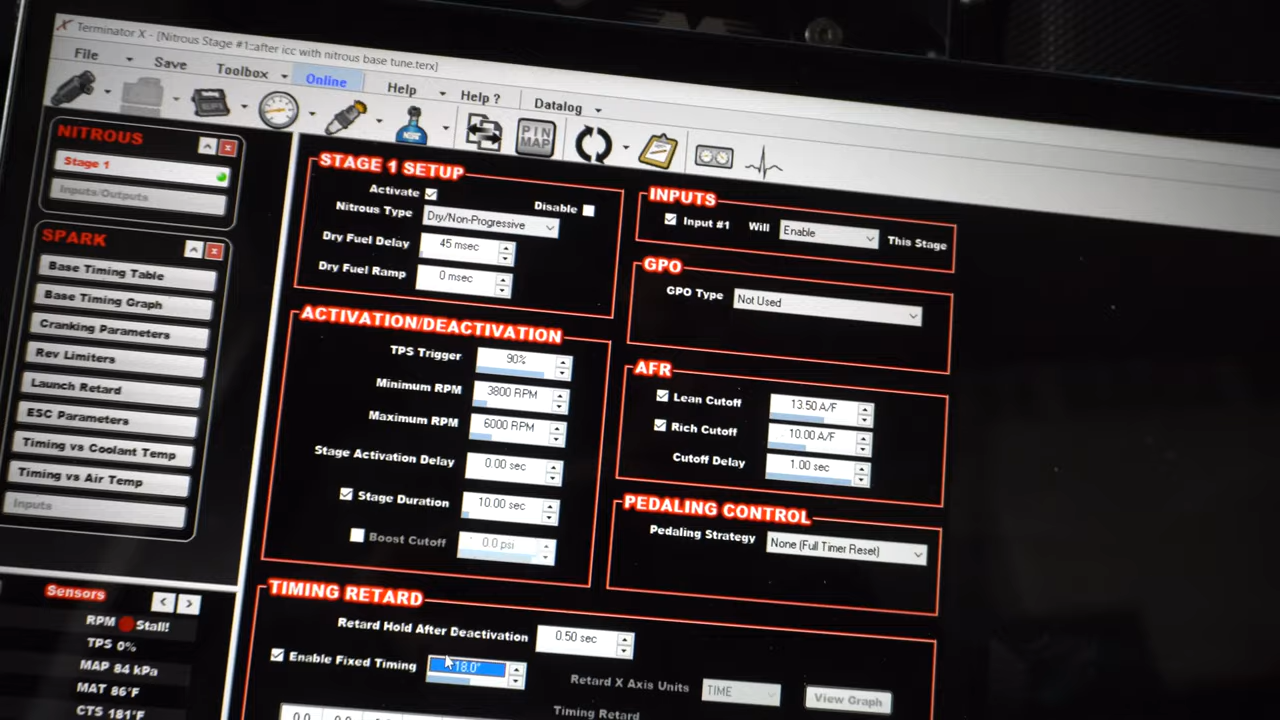 Terminator X - [Nitrous Stage #1::after icc with nitrous base tune.terx]
File Save Toolbox Online Help Help ? Datalog
EFI
NITROUS
Stage 1
Inputs/Outputs
SPARK
Base Timing Table
Base Timing Graph
Cranking Parameters
Rev Limiters
Launch Retard
ESC Parameters
Timing vs Coolant Temp
Timing vs Air Temp
Inputs
Sensors
RPM Stall!
TPS 0%
MAP 84 kPa
MAT 86°F
CTS 181°F
PIN
MAP
STAGE 1 SETUP
Activate
Disable
Nitrous Type Dry/Non-Progressive
Dry Fuel Delay 45 msec
Dry Fuel Ramp 0 msec
ACTIVATION/DEACTIVATION
TPS Trigger 90%
Minimum RPM 3800 RPM
Maximum RPM 6000 RPM
Stage Activation Delay 0.00 sec
Stage Duration 10.00 sec
Boost Cutoff 0.0 psi
INPUTS
Input #1 Will Enable This Stage
GPO
GPO Type Not Used
AFR
Lean Cutoff 13.50 A/F
Rich Cutoff 10.00 A/F
Cutoff Delay 1.00 sec
PEDALING CONTROL
Pedaling Strategy None (Full Timer Reset)
TIMING RETARD
Retard Hold After Deactivation 0.50 sec
Enable Fixed Timing 18.0°
Retard X Axis Units TIME View Graph
Timing Retard